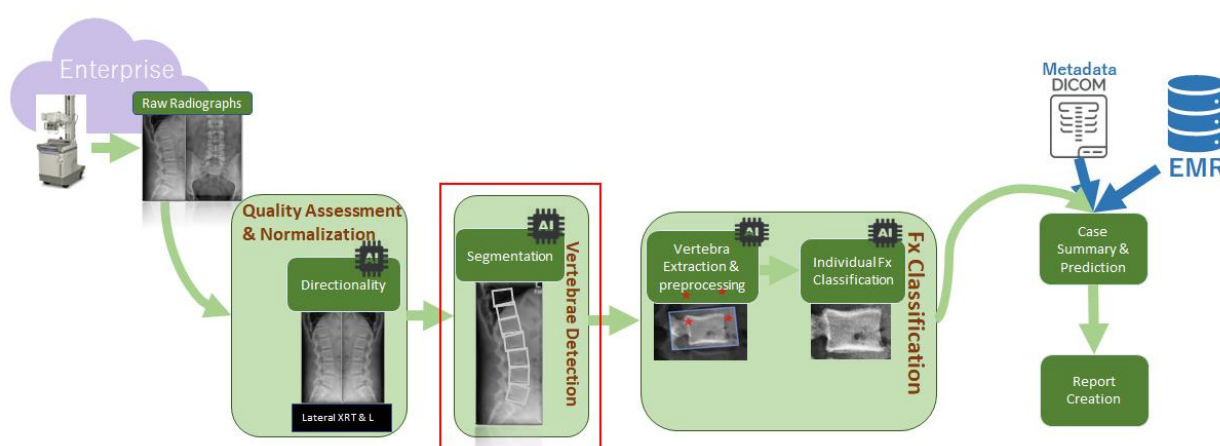 Enterprise
Raw Radiographs
Quality Assessment
& Normalization
AI
Directionality
Lateral XRT & L
AI
Segmentation
Vertebrae Detection
AI
Vertebra
Extraction &
preprocessing
AI
Individual Fx
Classification
Fx Classification
Metadata
DICOM
EMR
Case
Summary &
Prediction
Report
Creation